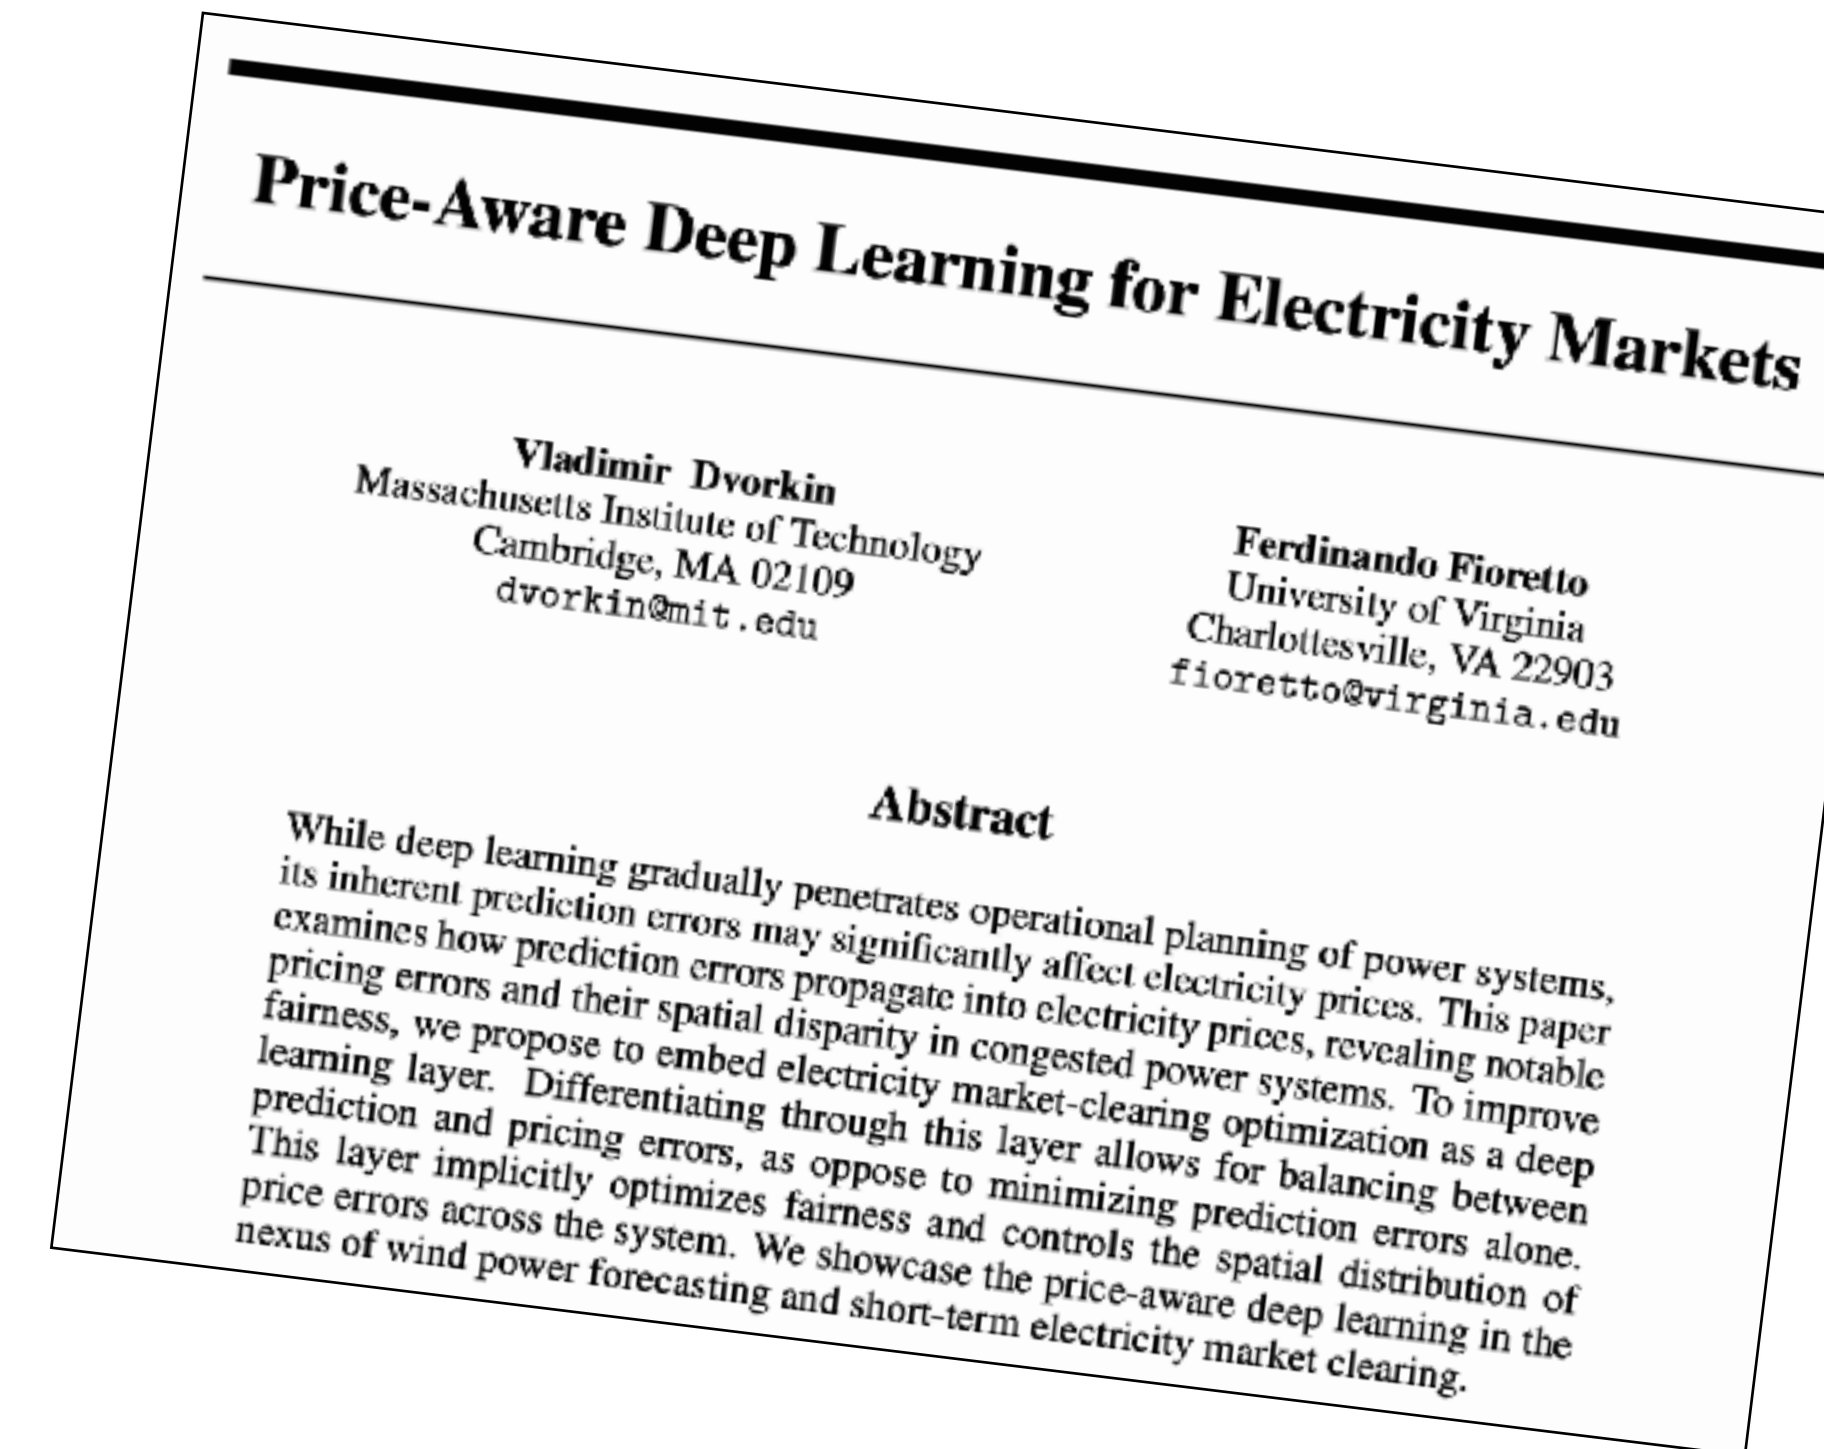 Price-Aware Deep Learning for Electricity Markets
Vladimir Dvorkin
Massachusetts Institute of Technology
Cambridge, MA 02109
dvorkin@mit.edu
Ferdinando Fioretto
University of Virginia
Charlottesville, VA 22903
fioretto@virginia.edu
Abstract
While deep learning gradually penetrates operational planning of power systems,
its inherent prediction errors may significantly affect electricity prices. This paper
examines how prediction errors propagate into electricity prices, revealing notable
pricing errors and their spatial disparity in congested power systems. To improve
fairness, we propose to embed electricity market-clearing optimization as a deep
learning layer. Differentiating through this layer allows for balancing between
prediction and pricing errors, as oppose to minimizing prediction errors alone.
This layer implicitly optimizes fairness and controls the spatial distribution of
price errors across the system. We showcase the price-aware deep learning in the
nexus of wind power forecasting and short-term electricity market clearing.